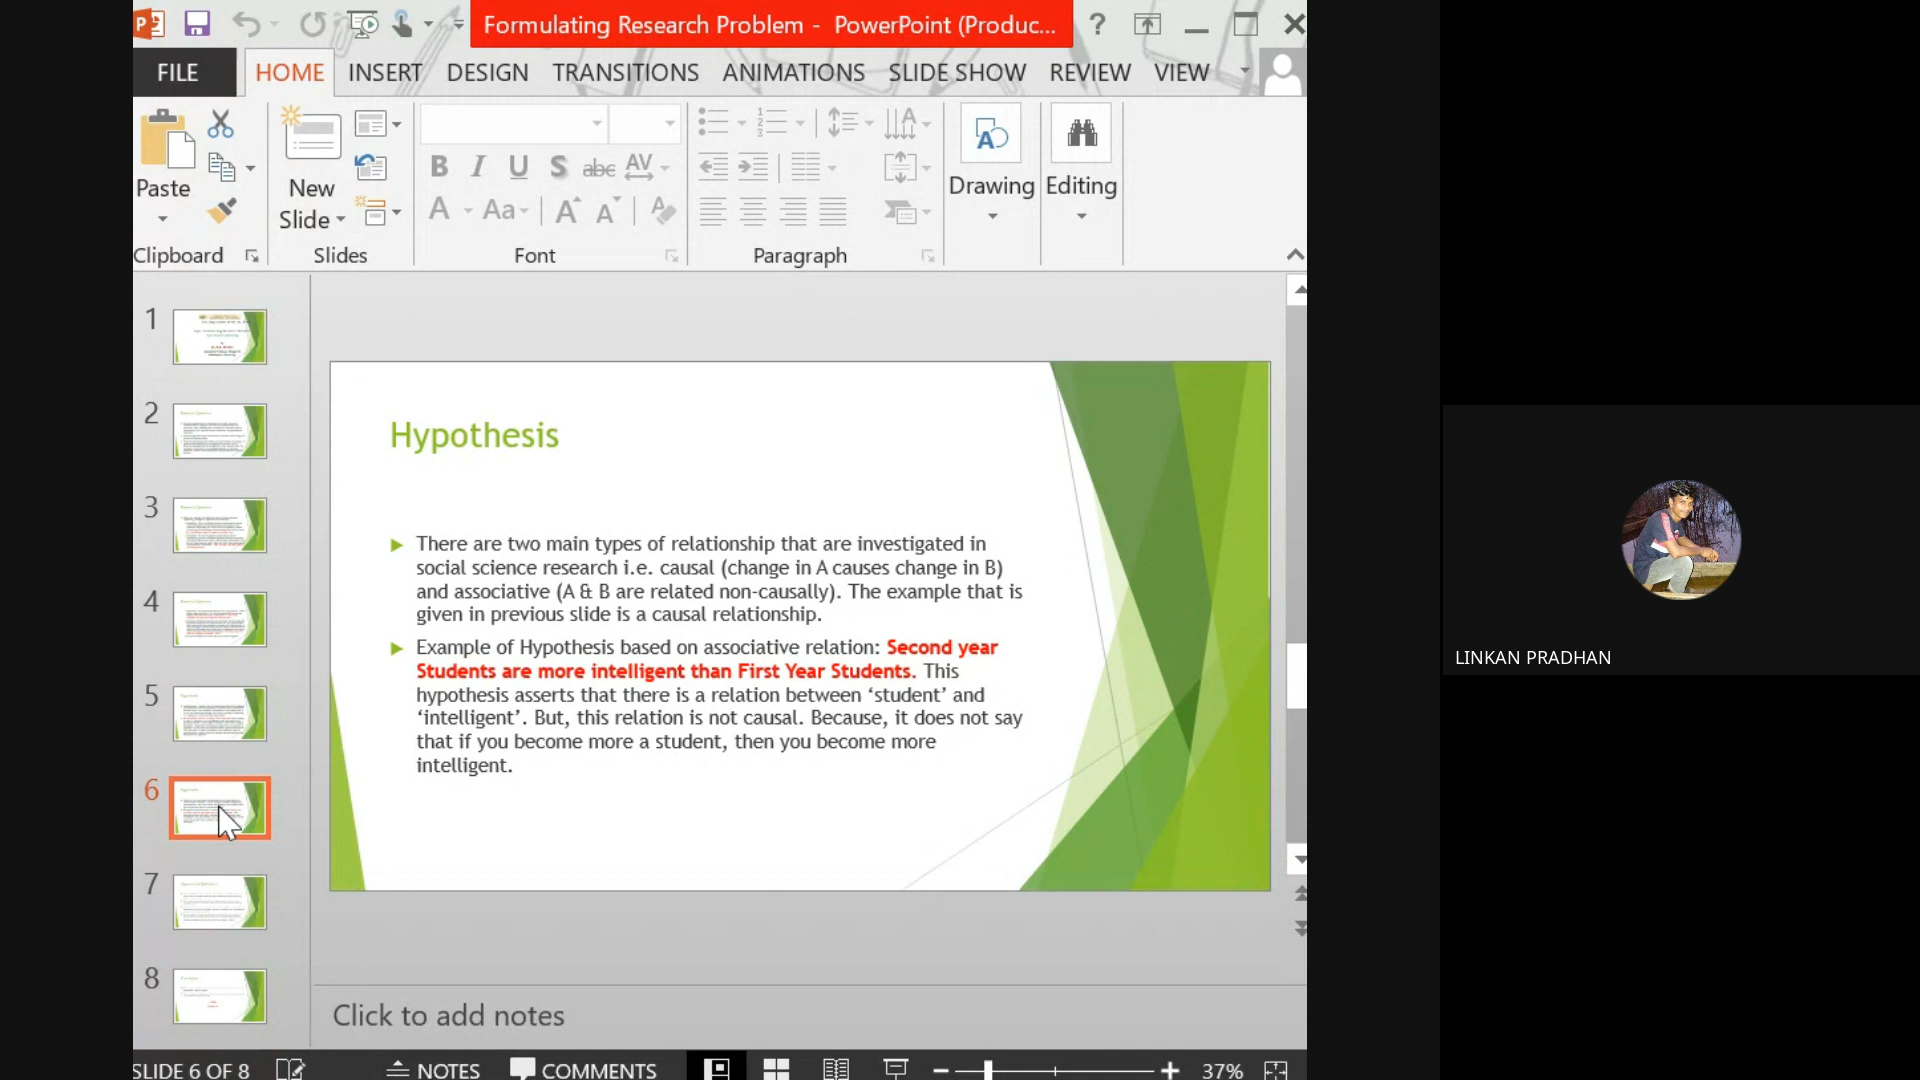 Formulating Research Problem - PowerPoint (Produc...
?
FILE
HOME
INSERT
DESIGN
TRANSITIONS
ANIMATIONS
SLIDE SHOW
REVIEW
VIEW
Paste
New
Slide
B I U S abc AV
A Aa A A
Drawing
Editing
Clipboard
Slides
Font
Paragraph
1
2
3
4
5
6
7
8
Hypothesis
There are two main types of relationship that are investigated in
social science research i.e. causal (change in A causes change in B)
and associative (A & B are related non-causally). The example that is
given in previous slide is a causal relationship.
Example of Hypothesis based on associative relation: Second year
Students are more intelligent than First Year Students. This
hypothesis asserts that there is a relation between ‘student’ and
‘intelligent’. But, this relation is not causal. Because, it does not say
that if you become more a student, then you become more
intelligent.
Click to add notes
SLIDE 6 OF 8
NOTES
COMMENTS
37%
LINKAN PRADHAN